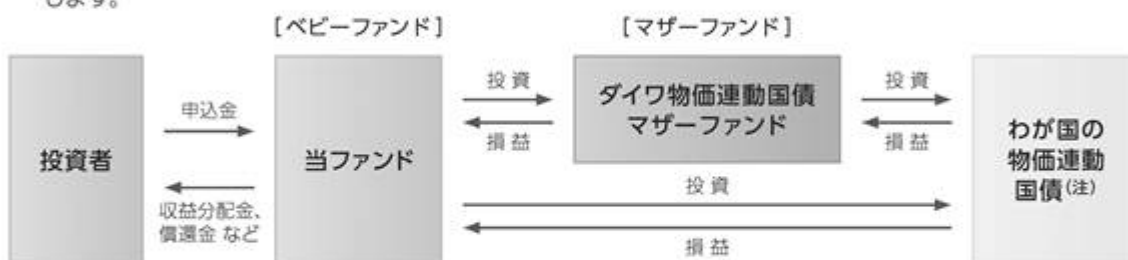 します。
[ベビーファンド]
[マザーファンド]
投資者
申込金
収益分配金、
償還金 など
当ファンド
投 資
損 益
ダイワ物価連動国債
マザーファンド
投 資
損 益
投 資
損 益
わが国の
物価連動
国債(注)